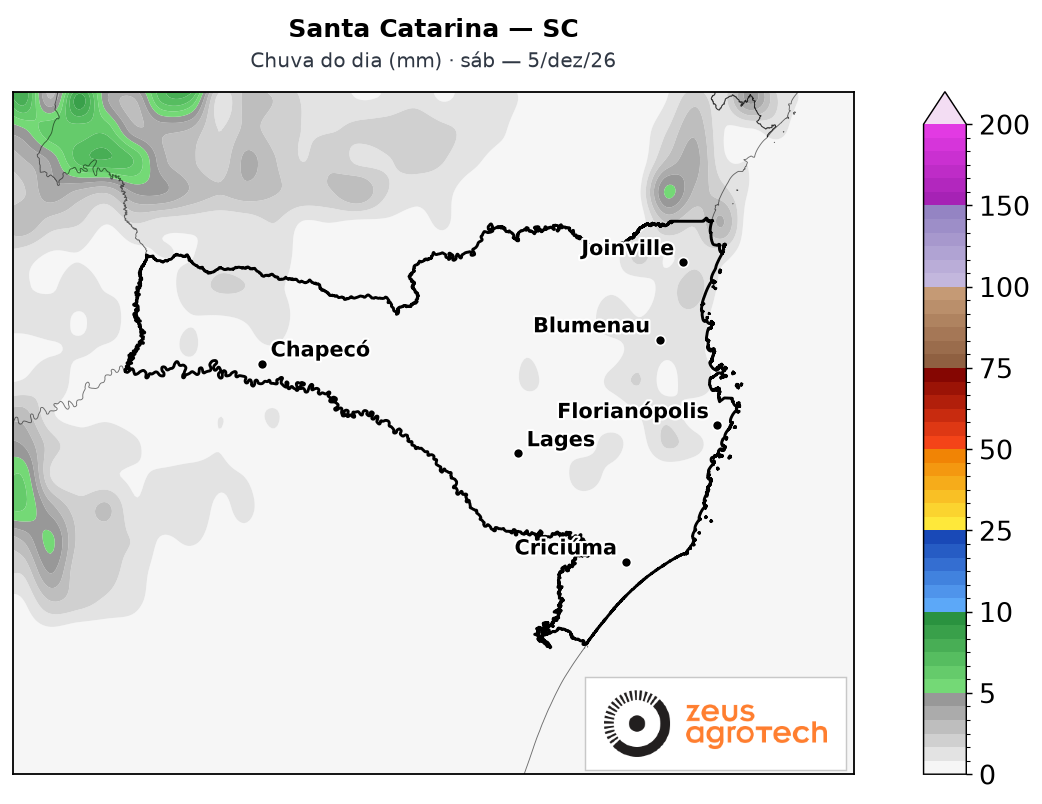 Santa Catarina — SC
Chuva do dia (mm) · sáb — 5/dez/26
Joinville
Blumenau
Chapecó
Florianópolis
Lages
Criciúma
200
150
100
75
50
25
10
5
0
zeus
agrotech